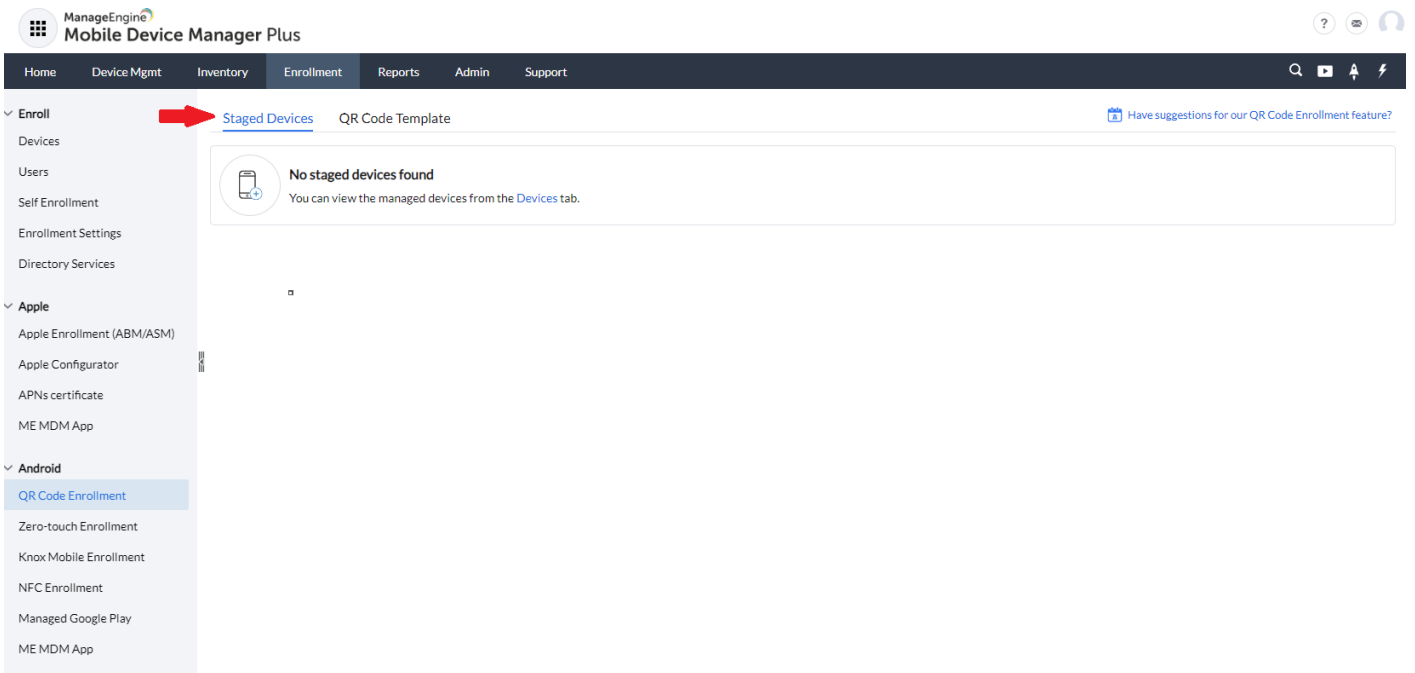 ManageEngine
Mobile Device Manager Plus
?
Home Device Mgmt Inventory Enrollment Reports Admin Support
Enroll
Devices
Users
Self Enrollment
Enrollment Settings
Directory Services
Apple
Apple Enrollment (ABM/ASM)
Apple Configurator
APNs certificate
ME MDM App
Android
QR Code Enrollment
Zero-touch Enrollment
Knox Mobile Enrollment
NFC Enrollment
Managed Google Play
ME MDM App
Staged Devices QR Code Template
Have suggestions for our QR Code Enrollment feature?
No staged devices found
You can view the managed devices from the Devices tab.